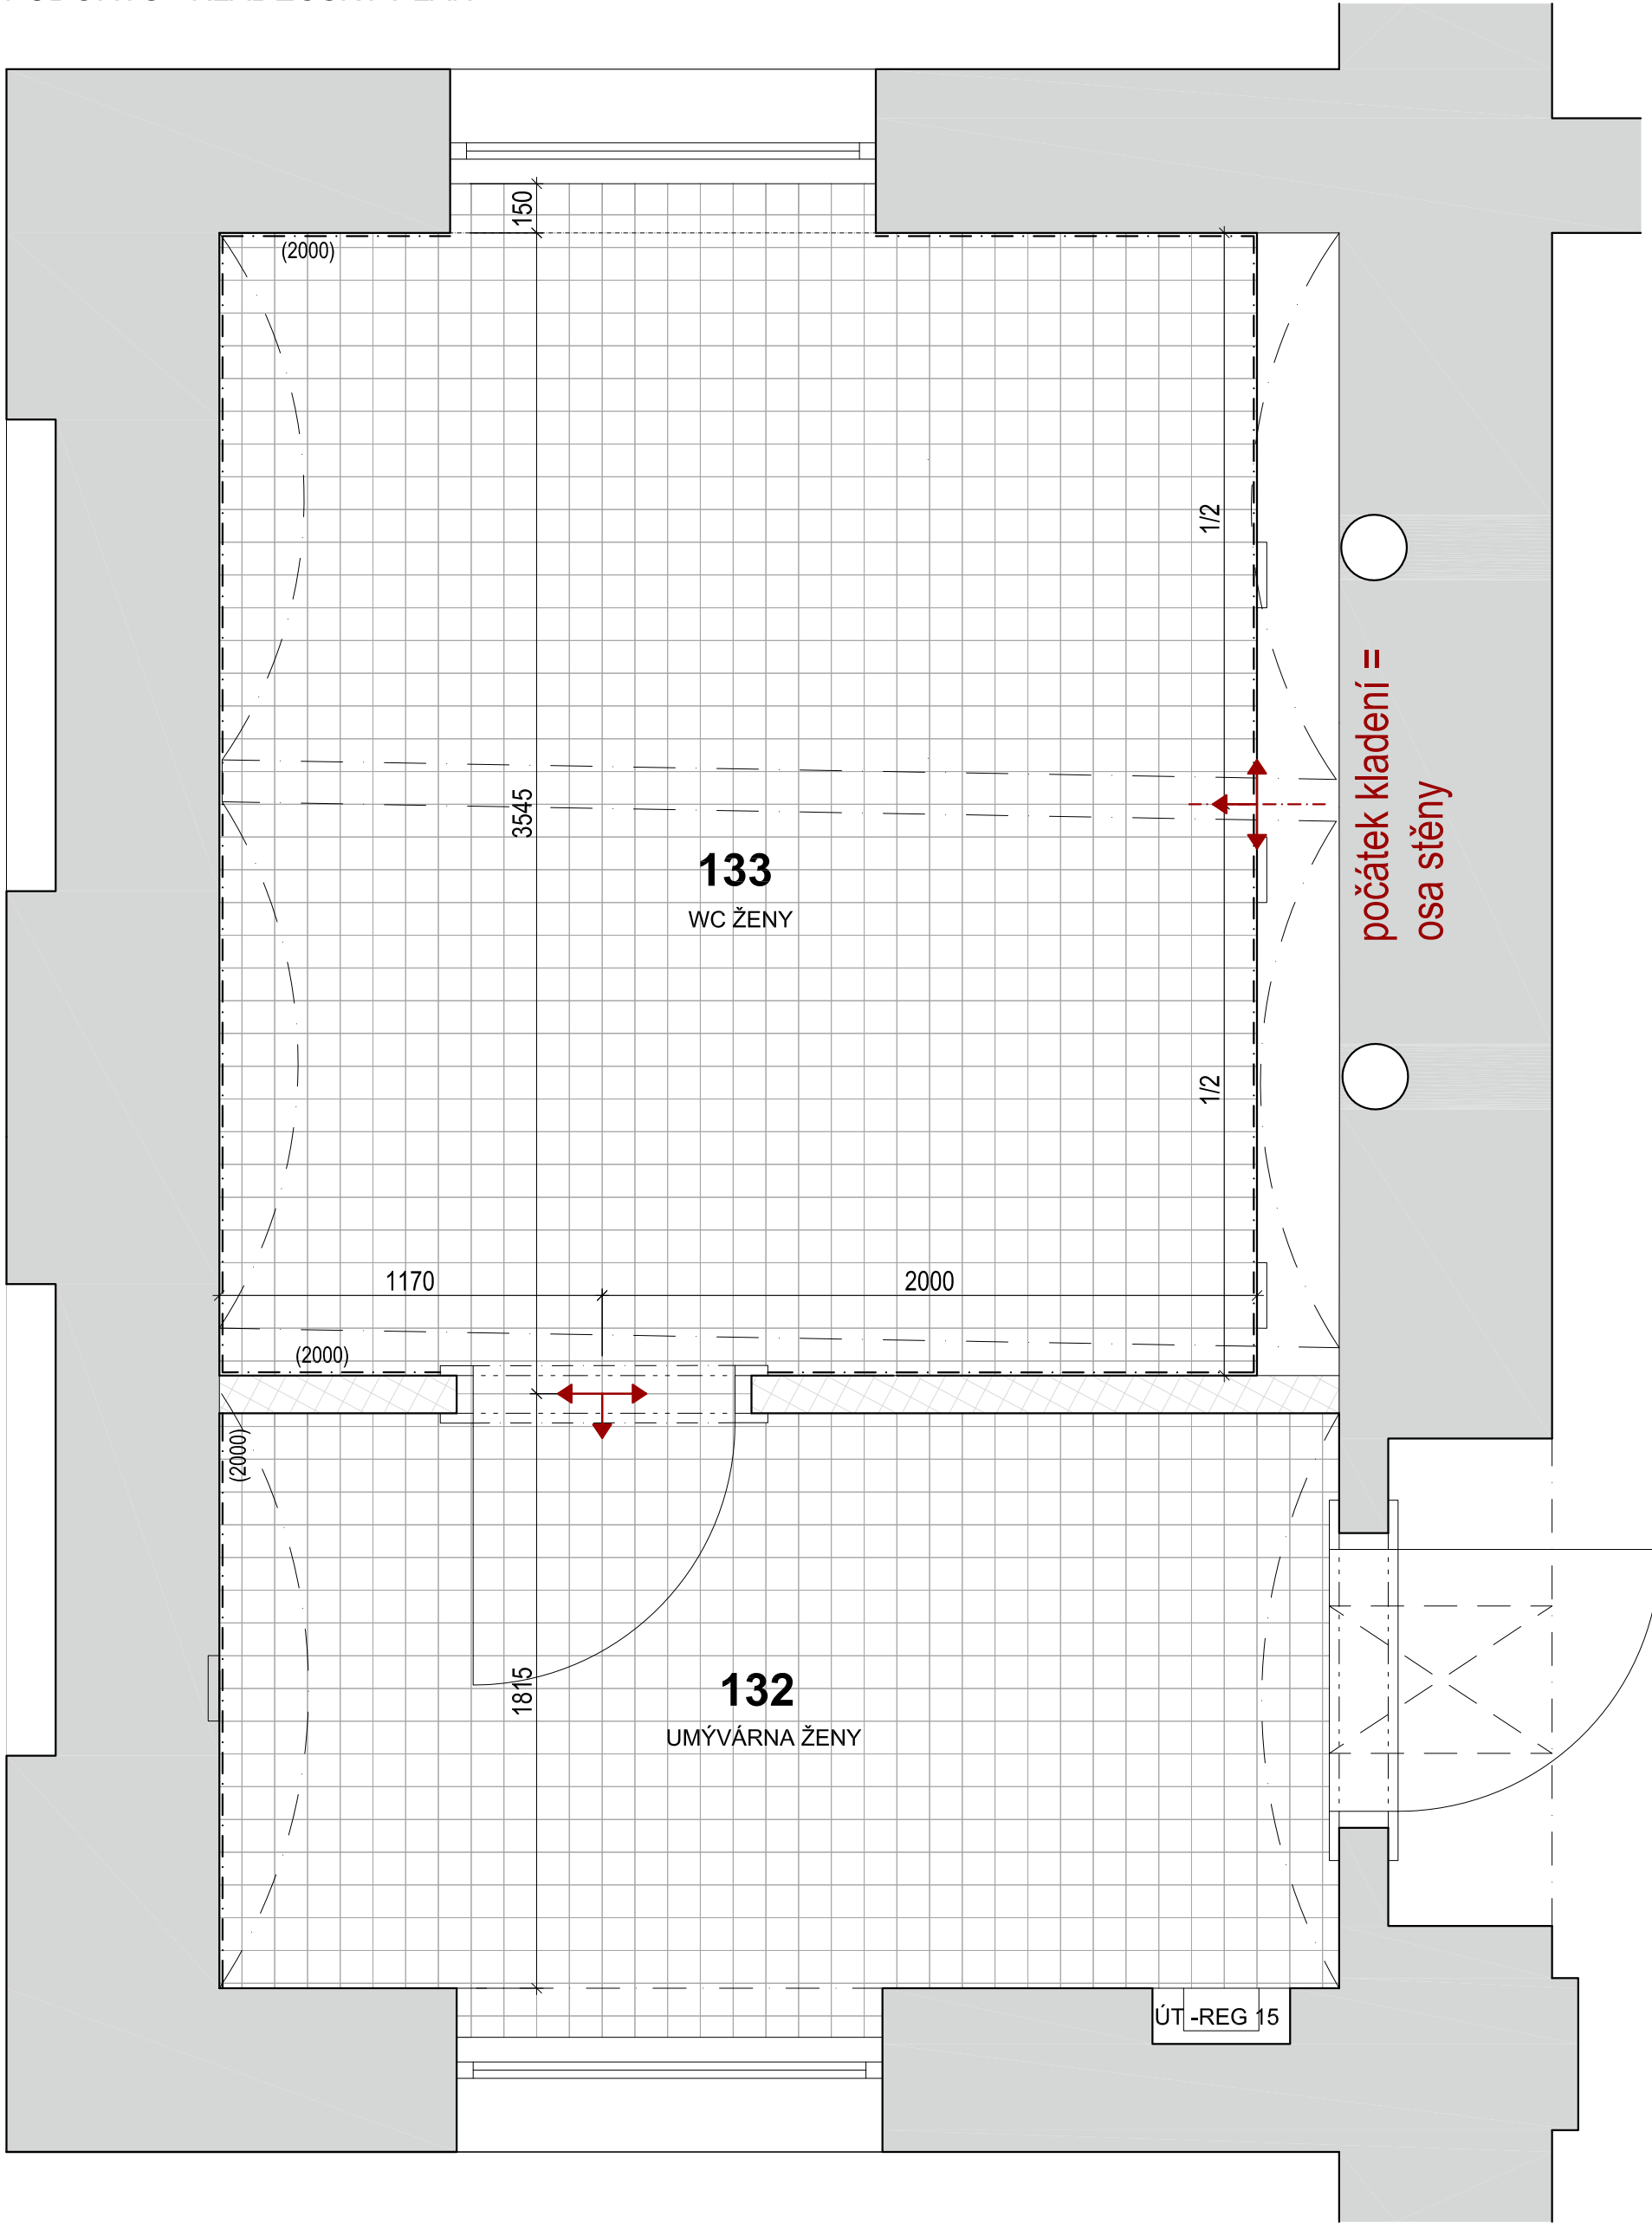 150
(2000)
1/2
počátek kladení =
osa stěny
3545
133
WC ŽENY
1/2
1170
2000
(2000)
(2000)
1815
132
UMÝVÁRNA ŽENY
ÚT -REG 15